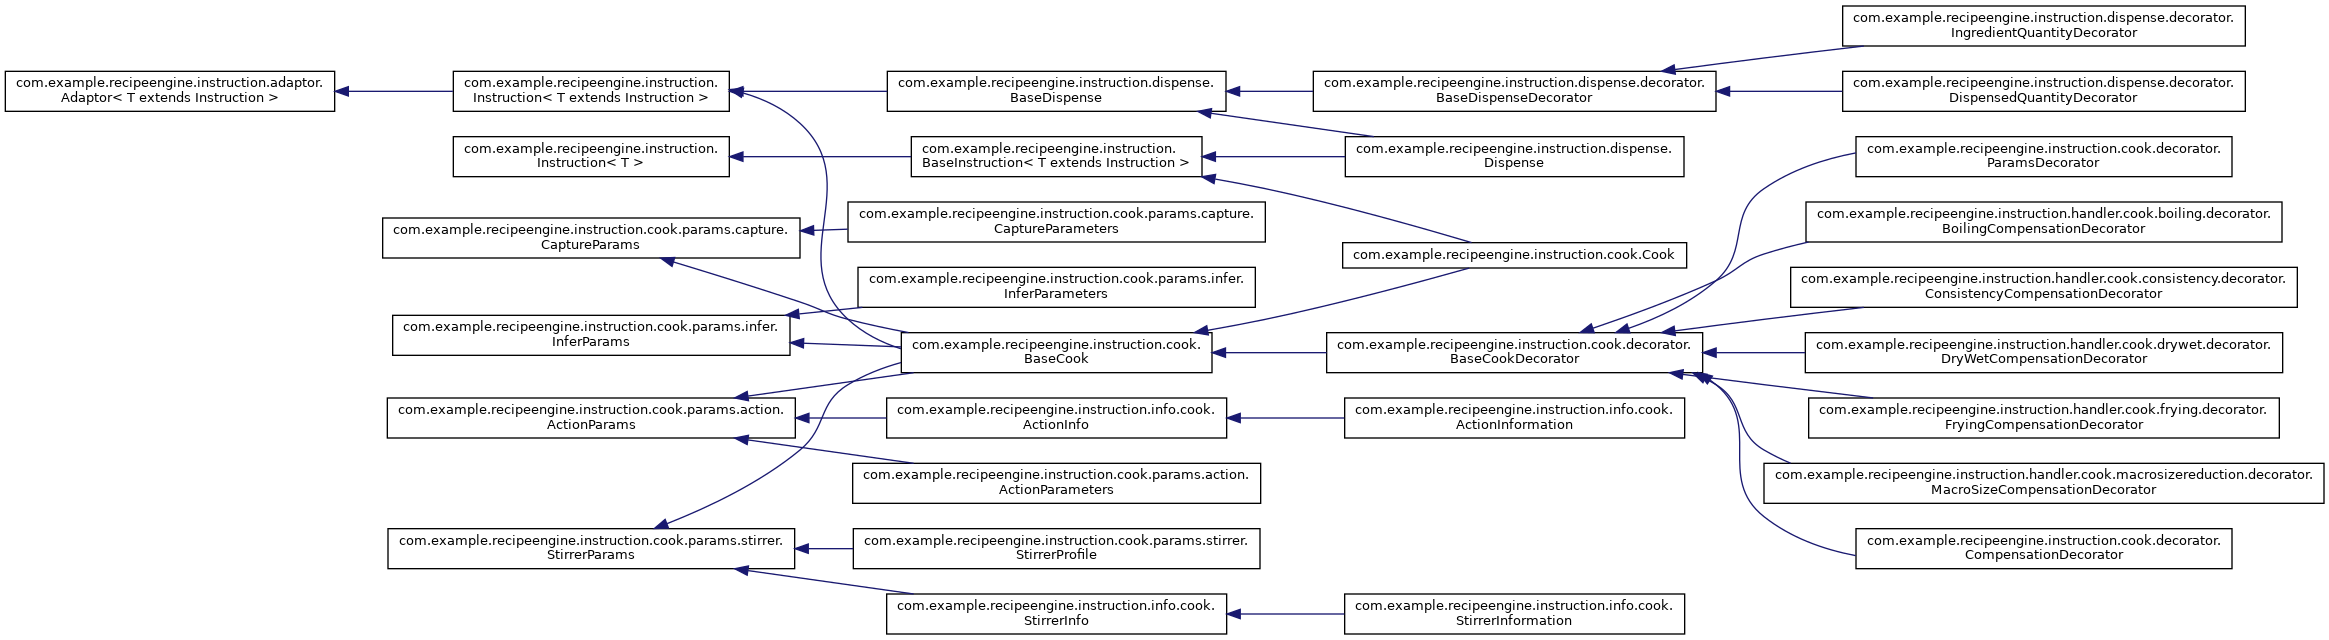 com.example.recipeengine.instruction.adaptor.
Adaptor< T extends Instruction >
com.example.recipeengine.instruction.
Instruction< T extends Instruction >
com.example.recipeengine.instruction.
Instruction< T >
com.example.recipeengine.instruction.cook.params.capture.
CaptureParams
com.example.recipeengine.instruction.cook.params.infer.
InferParams
com.example.recipeengine.instruction.cook.params.action.
ActionParams
com.example.recipeengine.instruction.cook.params.stirrer.
StirrerParams
com.example.recipeengine.instruction.dispense.
BaseDispense
com.example.recipeengine.instruction.
BaseInstruction< T extends Instruction >
com.example.recipeengine.instruction.cook.params.capture.
CaptureParameters
com.example.recipeengine.instruction.cook.params.infer.
InferParameters
com.example.recipeengine.instruction.cook.
BaseCook
com.example.recipeengine.instruction.info.cook.
ActionInfo
com.example.recipeengine.instruction.cook.params.action.
ActionParameters
com.example.recipeengine.instruction.cook.params.stirrer.
StirrerProfile
com.example.recipeengine.instruction.info.cook.
StirrerInfo
com.example.recipeengine.instruction.dispense.decorator.
BaseDispenseDecorator
com.example.recipeengine.instruction.dispense.
Dispense
com.example.recipeengine.instruction.cook.Cook
com.example.recipeengine.instruction.cook.decorator.
BaseCookDecorator
com.example.recipeengine.instruction.info.cook.
ActionInformation
com.example.recipeengine.instruction.info.cook.
StirrerInformation
com.example.recipeengine.instruction.dispense.decorator.
IngredientQuantityDecorator
com.example.recipeengine.instruction.dispense.decorator.
DispensedQuantityDecorator
com.example.recipeengine.instruction.cook.decorator.
ParamsDecorator
com.example.recipeengine.instruction.handler.cook.boiling.decorator.
BoilingCompensationDecorator
com.example.recipeengine.instruction.handler.cook.consistency.decorator.
ConsistencyCompensationDecorator
com.example.recipeengine.instruction.handler.cook.drywet.decorator.
DryWetCompensationDecorator
com.example.recipeengine.instruction.handler.cook.frying.decorator.
FryingCompensationDecorator
com.example.recipeengine.instruction.handler.cook.macrosizereduction.decorator.
MacroSizeCompensationDecorator
com.example.recipeengine.instruction.cook.decorator.
CompensationDecorator